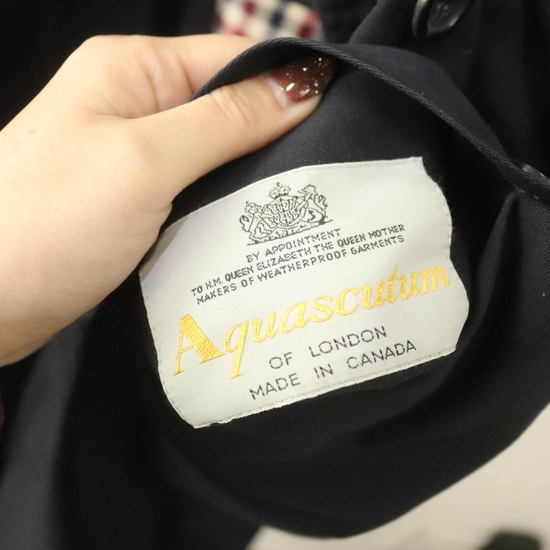 BY APPOINTMENT
TO H.M. QUEEN ELIZABETH THE QUEEN MOTHER
MAKERS OF WEATHERPROOF GARMENTS
Aquascutum
OF LONDON
MADE IN CANADA